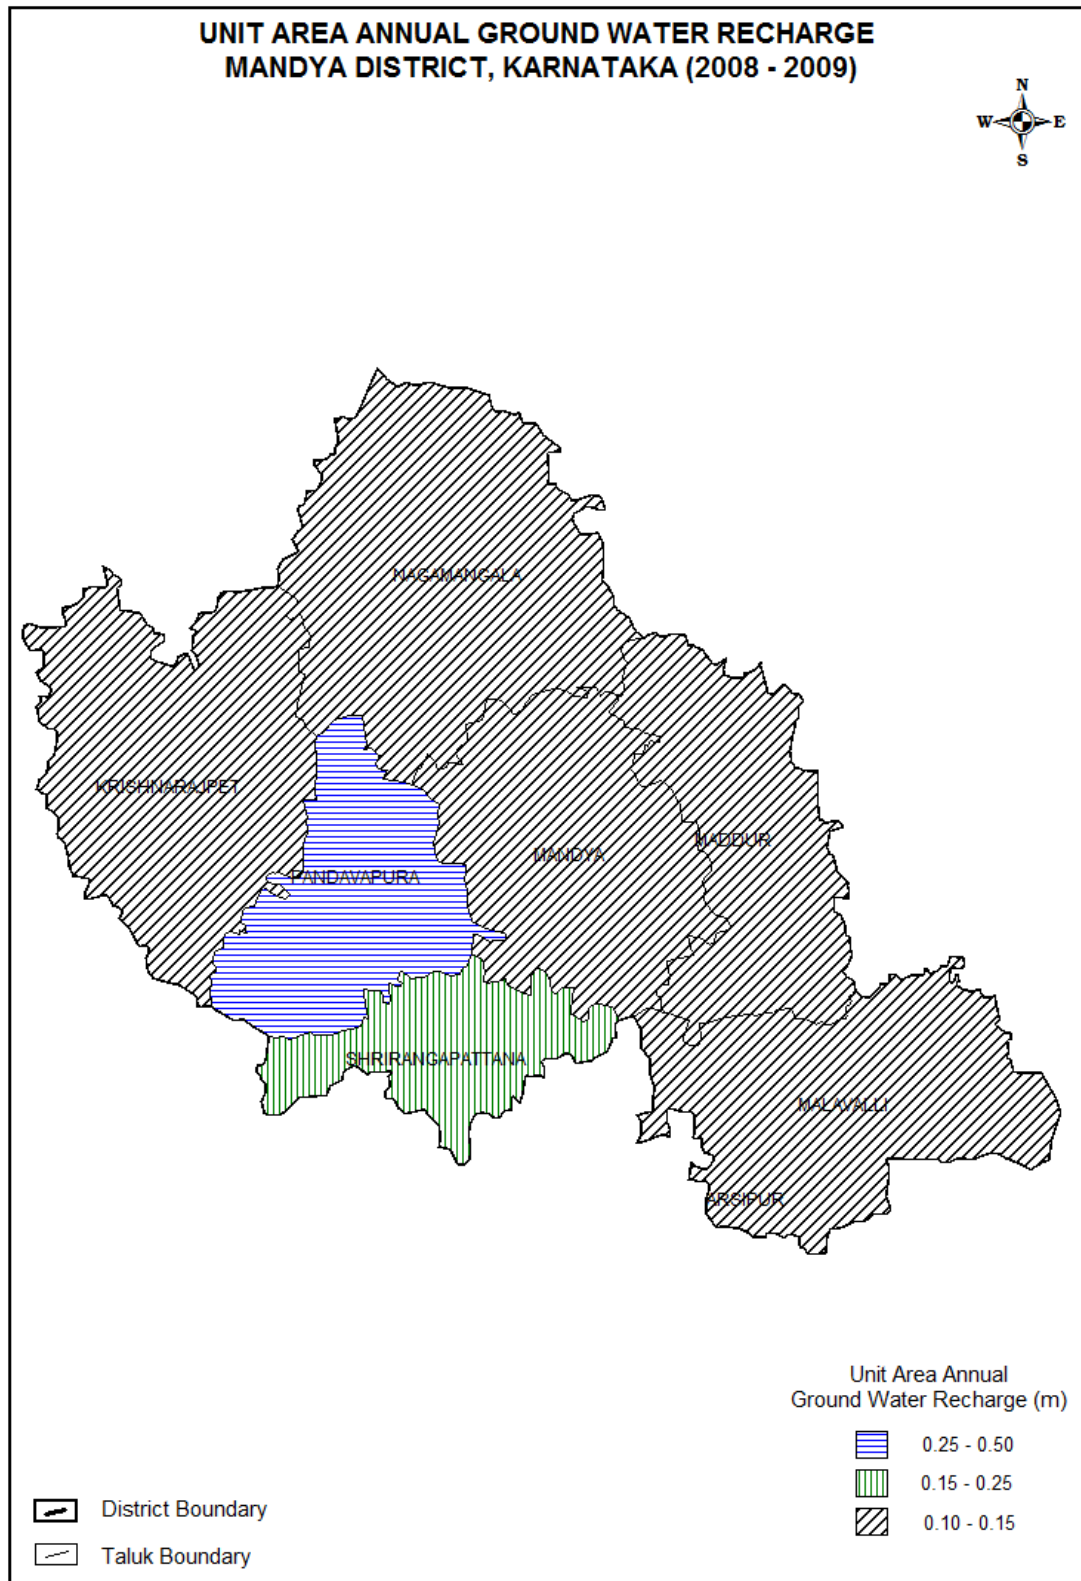 UNIT AREA ANNUAL GROUND WATER RECHARGE
MANDYA DISTRICT, KARNATAKA (2008 - 2009)
N
W E
S
NAGAMANGALA
KRISHNARAJPET
MADDUR
MANDYA
PANDAVAPURA
SHRIRANGAPATTANA
MALAVALLI
ARSIPUR
Unit Area Annual
Ground Water Recharge (m)
0.25 - 0.50
0.15 - 0.25
0.10 - 0.15
District Boundary
Taluk Boundary